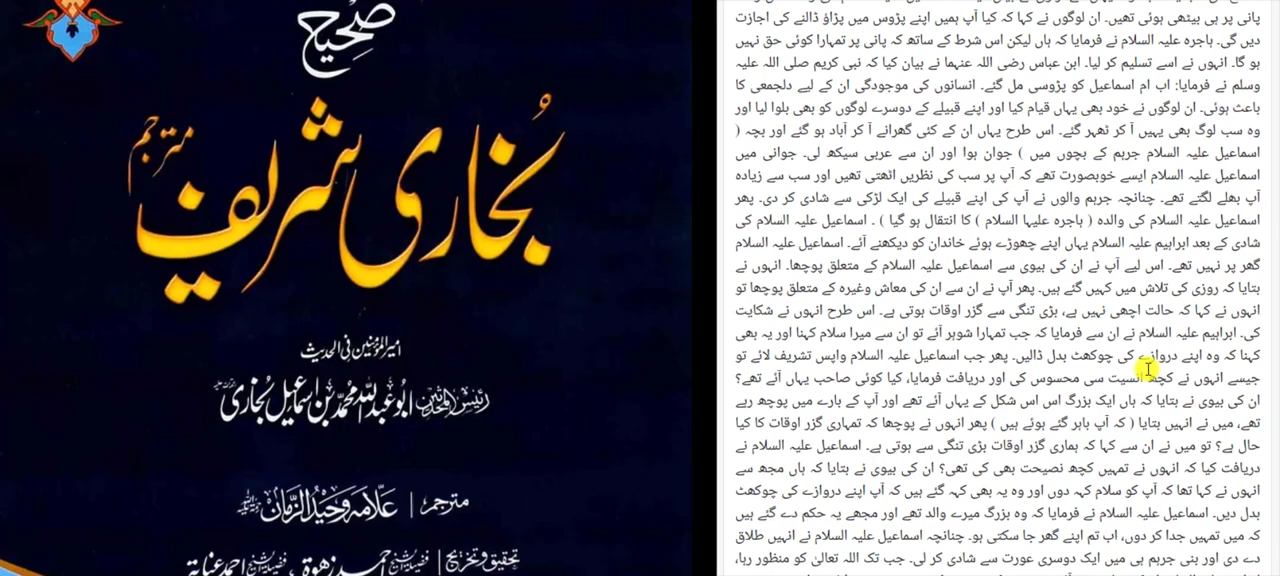 صحیح
بخاری شریف
مترجم
امیر المومنین فی الحدیث
رئیس المحدثین ابو عبداللہ محمد بن اسماعیل بخاری
مترجم | علامہ وحید الزماں
تحقیق و تخریج | فضیلۃ الشیخ احمد زھوۃ، فضیلۃ الشیخ احمد عنایۃ
پانی پر ہی بیٹھی ہوئی تھیں۔ ان لوگوں نے کہا کہ کیا آپ ہمیں اپنے پڑوس میں پڑاؤ ڈالنے کی اجازت
دیں گی۔ ہاجرہ علیہ السلام نے فرمایا کہ ہاں لیکن اس شرط کے ساتھ کہ پانی پر تمہارا کوئی حق نہیں
ہو گا۔ انہوں نے اسے تسلیم کر لیا۔ ابن عباس رضی اللہ عنہما نے بیان کیا کہ نبی کریم صلی اللہ علیہ
وسلم نے فرمایا: اب ام اسماعیل کو پڑوسی مل گئے۔ انسانوں کی موجودگی ان کے لیے دلجمعی کا
باعث ہوئی۔ ان لوگوں نے خود بھی یہاں قیام کیا اور اپنے قبیلے کے دوسرے لوگوں کو بھی بلوا لیا اور
وہ سب لوگ بھی یہیں آ کر ٹھہر گئے۔ اس طرح یہاں ان کے کئی گھرانے آ کر آباد ہو گئے اور بچہ (
اسماعیل علیہ السلام جرہم کے بچوں میں ) جوان ہوا اور ان سے عربی سیکھ لی۔ جوانی میں
اسماعیل علیہ السلام ایسے خوبصورت تھے کہ آپ پر سب کی نظریں اٹھتی تھیں اور سب سے زیادہ
آپ بھلے لگتے تھے۔ چنانچہ جرہم والوں نے آپ کی اپنے قبیلے کی ایک لڑکی سے شادی کر دی۔ پھر
اسماعیل علیہ السلام کی والدہ ( ہاجرہ علیہا السلام ) کا انتقال ہو گیا ) ۔ اسماعیل علیہ السلام کی
شادی کے بعد ابراہیم علیہ السلام یہاں اپنے چھوڑے ہوئے خاندان کو دیکھنے آئے۔ اسماعیل علیہ السلام
گھر پر نہیں تھے۔ اس لیے آپ نے ان کی بیوی سے اسماعیل علیہ السلام کے متعلق پوچھا۔ انہوں نے
بتایا کہ روزی کی تلاش میں کہیں گئے ہیں۔ پھر آپ نے ان سے ان کی معاش وغیرہ کے متعلق پوچھا تو
انہوں نے کہا کہ حالت اچھی نہیں ہے، بڑی تنگی سے گزر اوقات ہوتی ہے۔ اس طرح انہوں نے شکایت
کی۔ ابراہیم علیہ السلام نے ان سے فرمایا کہ جب تمہارا شوہر آئے تو ان سے میرا سلام کہنا اور یہ بھی
کہنا کہ وہ اپنے دروازے کی چوکھٹ بدل ڈالیں۔ پھر جب اسماعیل علیہ السلام واپس تشریف لائے تو
جیسے انہوں نے کچھ انسیت سی محسوس کی اور دریافت فرمایا، کیا کوئی صاحب یہاں آئے تھے؟
ان کی بیوی نے بتایا کہ ہاں ایک بزرگ اس اس شکل کے یہاں آئے تھے اور آپ کے بارے میں پوچھ رہے
تھے، میں نے انہیں بتایا ( کہ آپ باہر گئے ہوئے ہیں ) پھر انہوں نے پوچھا کہ تمہاری گزر اوقات کا کیا
حال ہے؟ تو میں نے ان سے کہا کہ ہماری گزر اوقات بڑی تنگی سے ہوتی ہے۔ اسماعیل علیہ السلام نے
دریافت کیا کہ انہوں نے تمہیں کچھ نصیحت بھی کی تھی؟ ان کی بیوی نے بتایا کہ ہاں مجھ سے
انہوں نے کہا تھا کہ آپ کو سلام کہہ دوں اور وہ یہ بھی کہہ گئے ہیں کہ آپ اپنے دروازے کی چوکھٹ
بدل دیں۔ اسماعیل علیہ السلام نے فرمایا کہ وہ بزرگ میرے والد تھے اور مجھے یہ حکم دے گئے ہیں
کہ میں تمہیں جدا کر دوں، اب تم اپنے گھر جا سکتی ہو۔ چنانچہ اسماعیل علیہ السلام نے انہیں طلاق
دے دی اور بنی جرہم ہی میں ایک دوسری عورت سے شادی کر لی۔ جب تک اللہ تعالیٰ کو منظور رہا،